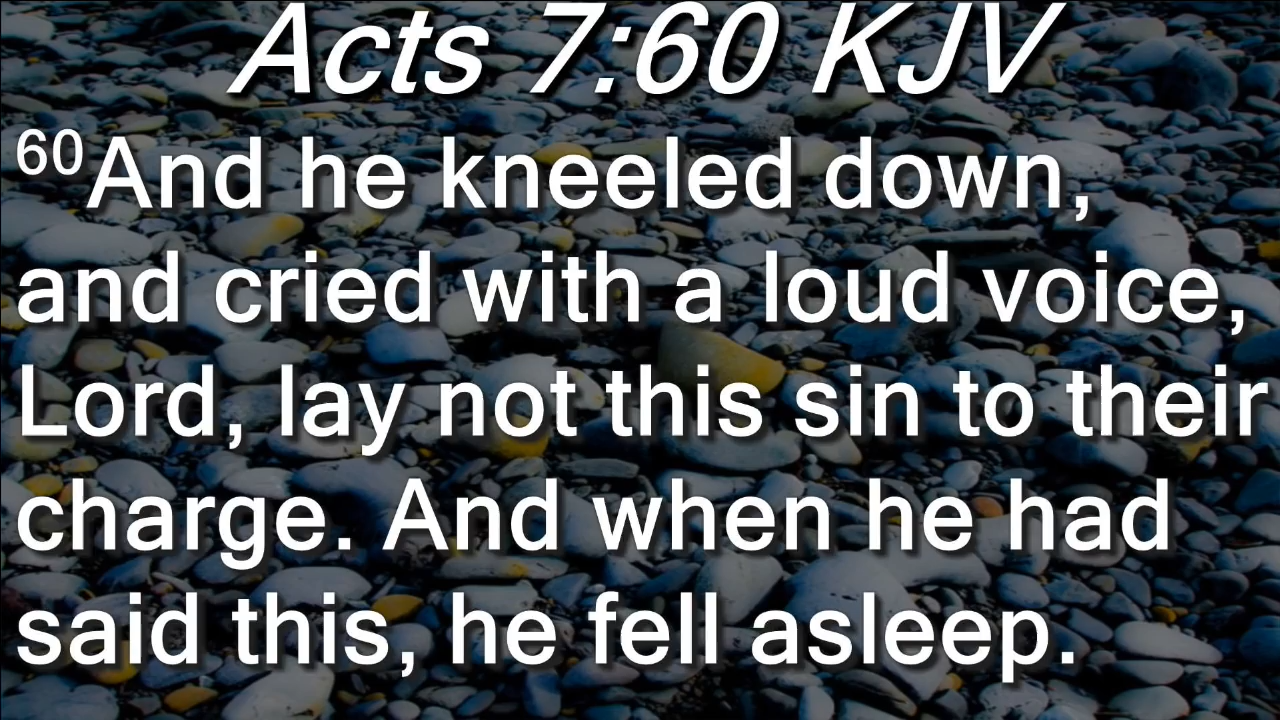 Acts 7:60 KJV
60And he kneeled down,
and cried with a loud voice,
Lord, lay not this sin to their
charge. And when he had
said this, he fell asleep.